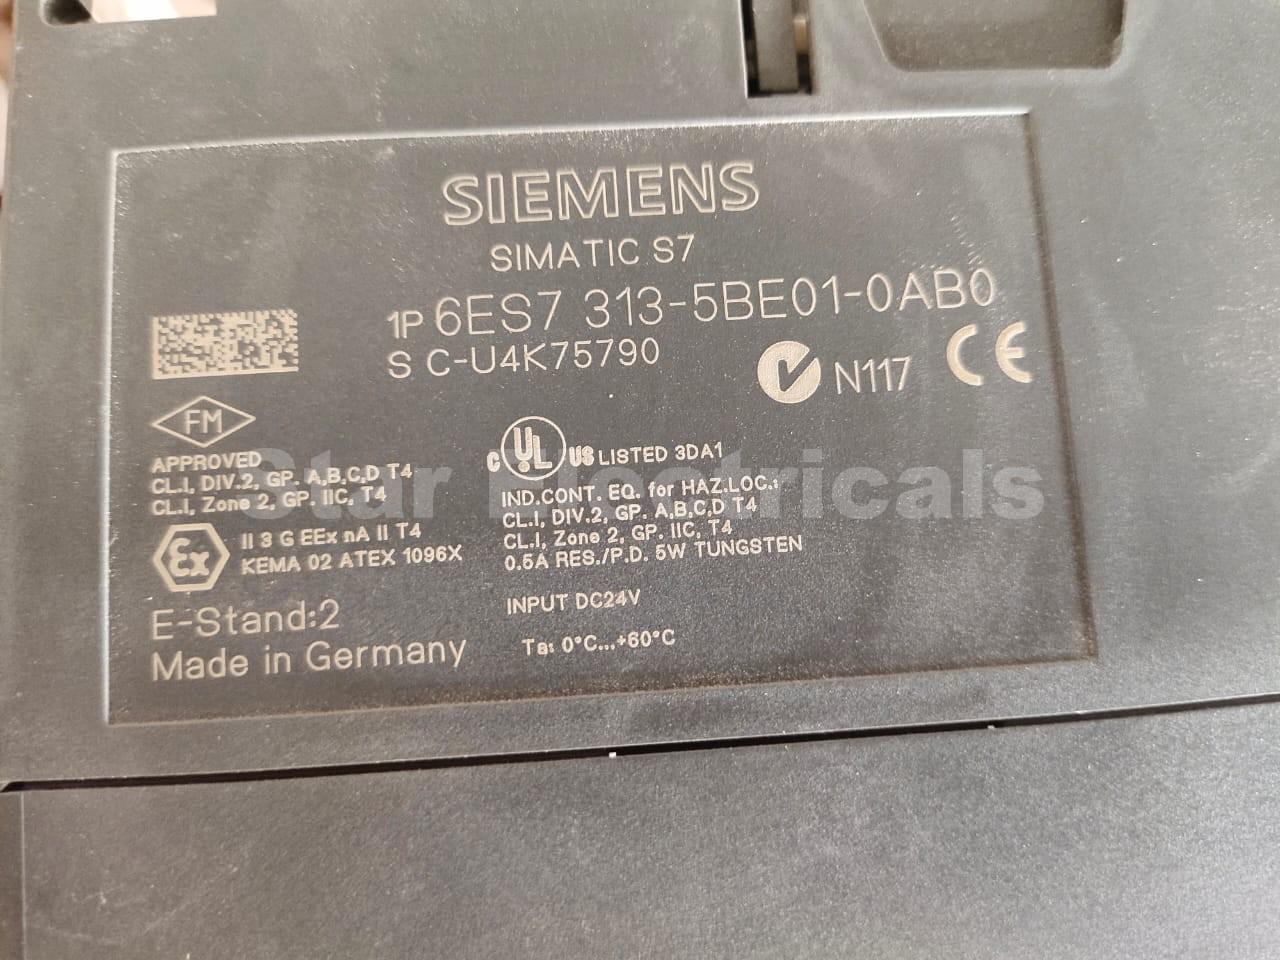 SIEMENS
SIMATIC S7
1P 6ES7 313-5BE01-0AB0
S C-U4K75790
N117 CE
FM
APPROVED
CL.I, DIV.2, GP. A,B,C,D T4
CL.I, Zone 2, GP. IIC, T4
Ex II 3 G EEx nA II T4
KEMA 02 ATEX 1096X
E-Stand:2
Made in Germany
C UL US LISTED 3DA1
IND.CONT. EQ. for HAZ.LOC.:
CL.I, DIV.2, GP. A,B,C,D T4
CL.I, Zone 2, GP. IIC, T4
0.5A RES./P.D. 5W TUNGSTEN
INPUT DC24V
Ta: 0°C...+60°C
Star Electricals